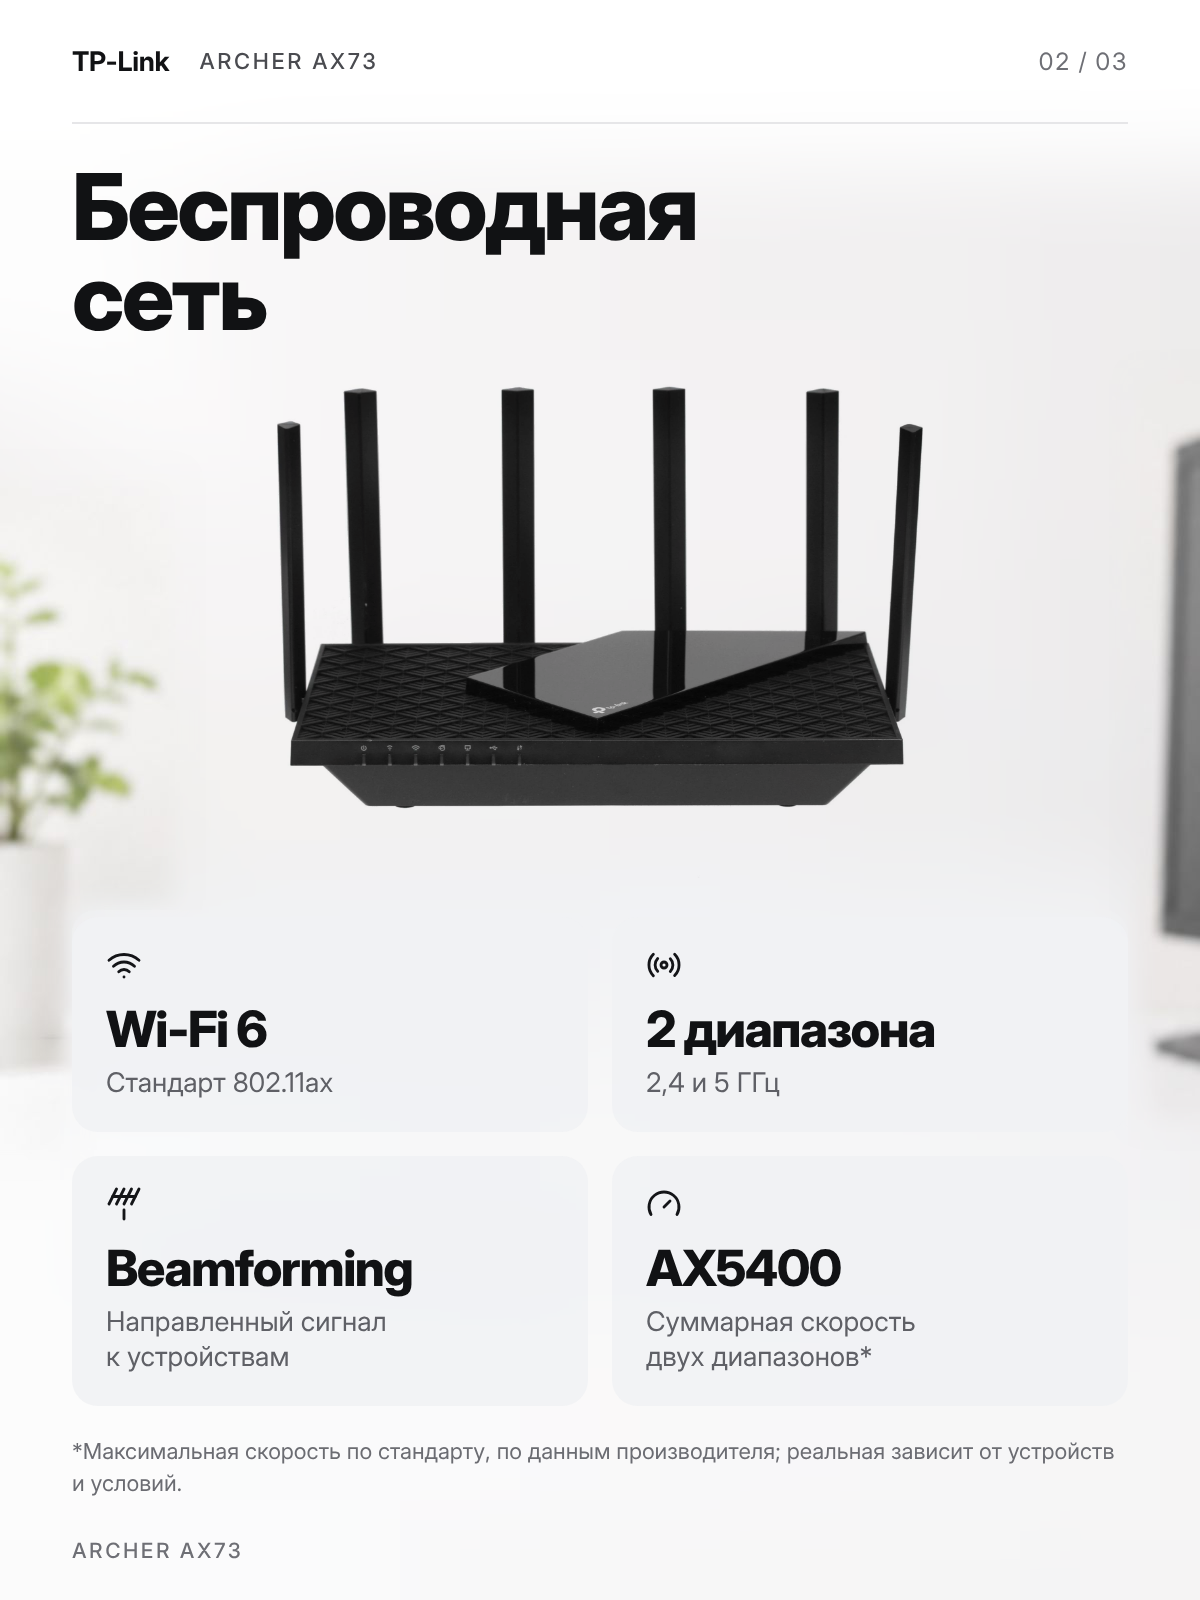 TP-Link ARCHER AX73 02 / 03
Беспроводная
сеть
tp-link
Wi-Fi 6
Стандарт 802.11ax
2 диапазона
2,4 и 5 ГГц
Beamforming
Направленный сигнал
к устройствам
AX5400
Суммарная скорость
двух диапазонов*
*Максимальная скорость по стандарту, по данным производителя; реальная зависит от устройств
и условий.
ARCHER AX73